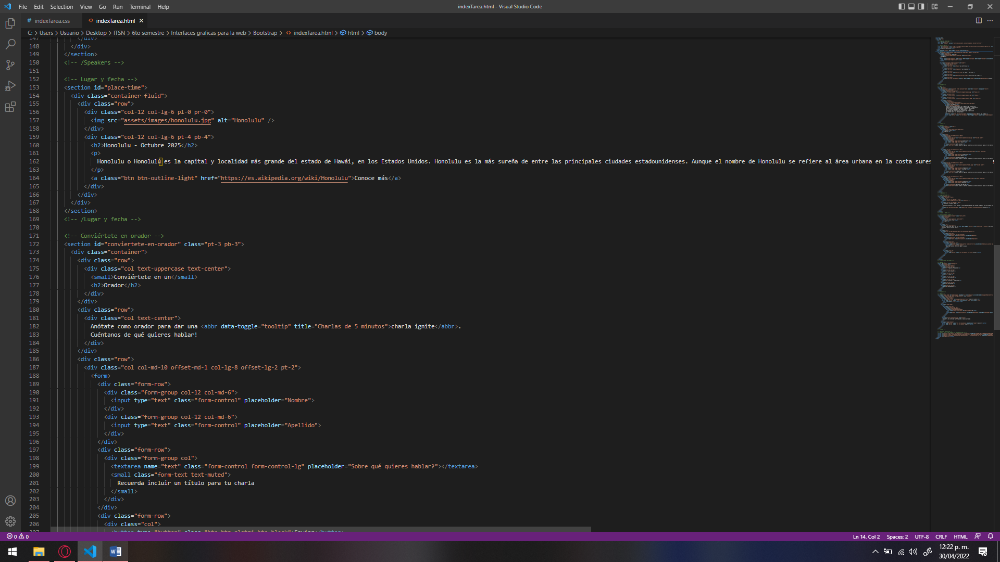 File Edit Selection View Go Run Terminal Help
indexTarea.html - Visual Studio Code
# indexTarea.css
<> indexTarea.html ×
C: > Users > Usuario > Desktop > ITSN > 6to semestre > Interfaces graficas para la web > Bootstrap > <> indexTarea.html > html > body
147 </div>
148 </div>
149 </section>
150 <!-- /Speakers -->
151
152 <!-- Lugar y fecha -->
153 <section id="place-time">
154 <div class="container-fluid">
155 <div class="row">
156 <div class="col-12 col-lg-6 pl-0 pr-0">
157 <img src="assets/images/honolulu.jpg" alt="Honolulu" />
158 </div>
159 <div class="col-12 col-lg-6 pt-4 pb-4">
160 <h2>Honolulu - Octubre 2025</h2>
161 <p>
162 Honolulu o Honolulú es la capital y localidad más grande del estado de Hawái, en los Estados Unidos. Honolulu es la más sureña de entre las principales ciudades estadounidenses. Aunque el nombre de Honolulu se refiere al área urbana en la costa sures
163 </p>
164 <a class="btn btn-outline-light" href="https://es.wikipedia.org/wiki/Honolulu">Conoce más</a>
165 </div>
166 </div>
167 </div>
168 </section>
169 <!-- /Lugar y fecha -->
170
171 <!-- Conviértete en orador -->
172 <section id="conviertete-en-orador" class="pt-3 pb-3">
173 <div class="container">
174 <div class="row">
175 <div class="col text-uppercase text-center">
176 <small>Conviértete en un</small>
177 <h2>Orador</h2>
178 </div>
179 </div>
180 <div class="row">
181 <div class="col text-center">
182 Anótate como orador para dar una <abbr data-toggle="tooltip" title="Charlas de 5 minutos">charla ignite</abbr>.
183 Cuéntanos de qué quieres hablar!
184 </div>
185 </div>
186 <div class="row">
187 <div class="col col-md-10 offset-md-1 col-lg-8 offset-lg-2 pt-2">
188 <form>
189 <div class="form-row">
190 <div class="form-group col-12 col-md-6">
191 <input type="text" class="form-control" placeholder="Nombre">
192 </div>
193 <div class="form-group col-12 col-md-6">
194 <input type="text" class="form-control" placeholder="Apellido">
195 </div>
196 </div>
197 <div class="form-row">
198 <div class="form-group col">
199 <textarea name="text" class="form-control form-control-lg" placeholder="Sobre qué quieres hablar?"></textarea>
200 <small class="form-text text-muted">
201 Recuerda incluir un título para tu charla
202 </small>
203 </div>
204 </div>
205 <div class="form-row">
206 <div class="col">
0 0
Ln 14, Col 2 Spaces: 2 UTF-8 CRLF HTML
12:22 p. m.
30/04/2022